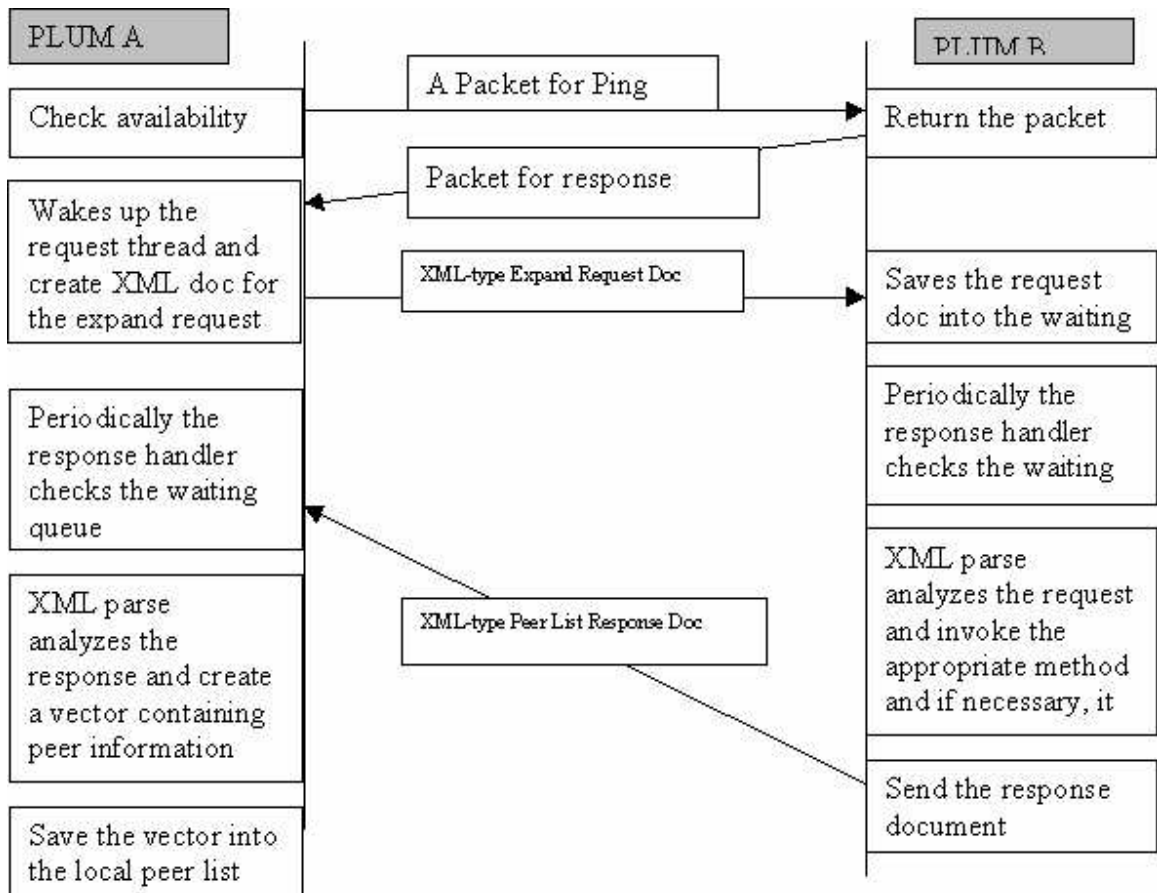 PLUM A
PLUM B
A Packet for Ping
Check availability
Return the packet
Packet for response
Wakes up the
request thread and
create XML doc for
the expand request
XML-type Expand Request Doc
Saves the request
doc into the waiting
Periodically the
response handler
checks the waiting
queue
Periodically the
response handler
checks the waiting
XML parse
analyzes the
response and create
a vector containing
peer information
XML-type Peer List Response Doc
XML parse
analyzes the request
and invoke the
appropriate method
and if necessary, it
Send the response
document
Save the vector into
the local peer list